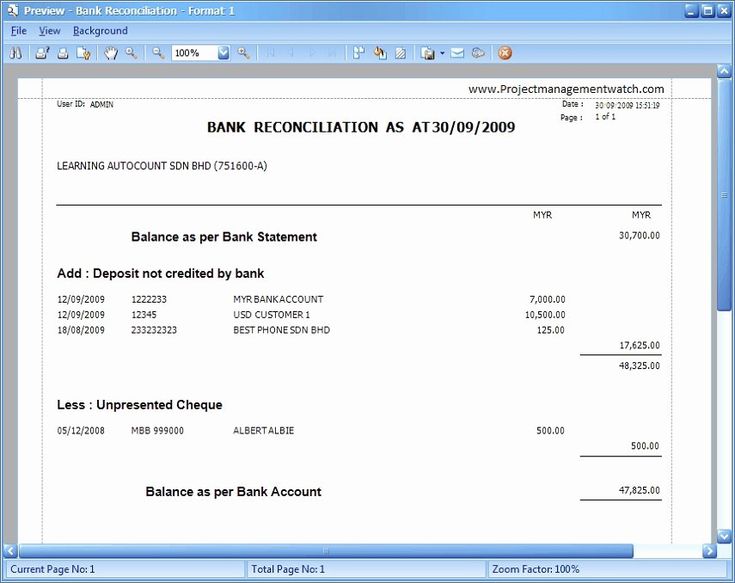 Preview - Bank Reconciliation - Format 1
File View Background
100%
www.Projectmanagementwatch.com
User ID: ADMIN
Date : 30/09/2009 15:51:19
Page : 1 of 1
BANK RECONCILIATION AS AT30/09/2009
LEARNING AUTOCOUNT SDN BHD (751600-A)
MYR MYR
Balance as per Bank Statement 30,700.00
Add : Deposit not credited by bank
12/09/2009 1222233 MYR BANK ACCOUNT 7,000.00
12/09/2009 12345 USD CUSTOMER 1 10,500.00
18/08/2009 233232323 BEST PHONE SDN BHD 125.00
17,625.00
48,325.00
Less : Unpresented Cheque
05/12/2008 MBB 999000 ALBERT ALBIE 500.00
500.00
Balance as per Bank Account 47,825.00
Current Page No: 1 Total Page No: 1 Zoom Factor: 100%